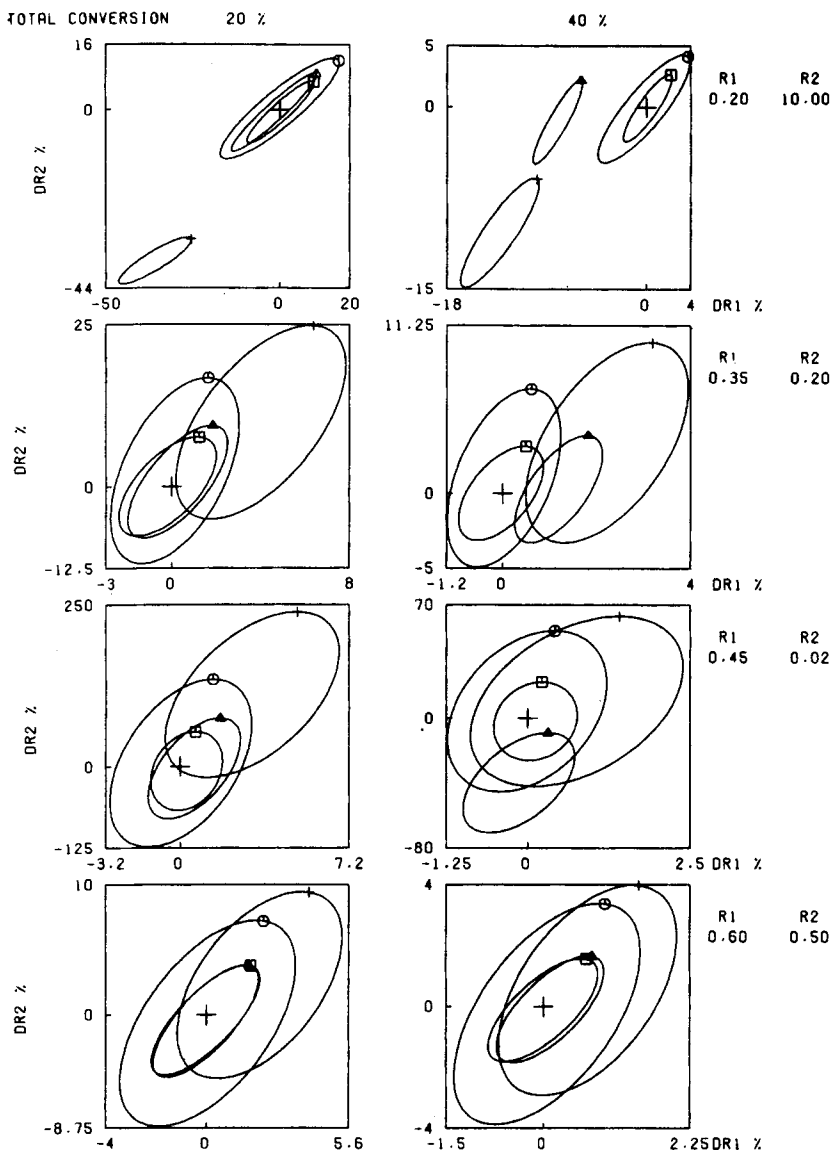 TOTAL CONVERSION 20 % 40 %
16 5
R1 R2
0 0
0.20 10.00
DR2 %
-44 -15
-50 0 20 -18 0 4 DR1 %
25 11.25
R1 R2
0.35 0.20
DR2 %
0 0
-12.5 -5
-3 0 8 -1.2 0 4 DR1 %
250 70
R1 R2
0.45 0.02
DR2 %
0 .0
-125 -80
-3.2 0 7.2 -1.25 0 2.5 DR1 %
10 4
R1 R2
0.60 0.50
DR2 %
0 0
-8.75 -4
-4 0 5.6 -1.5 0 2.25 DR1 %